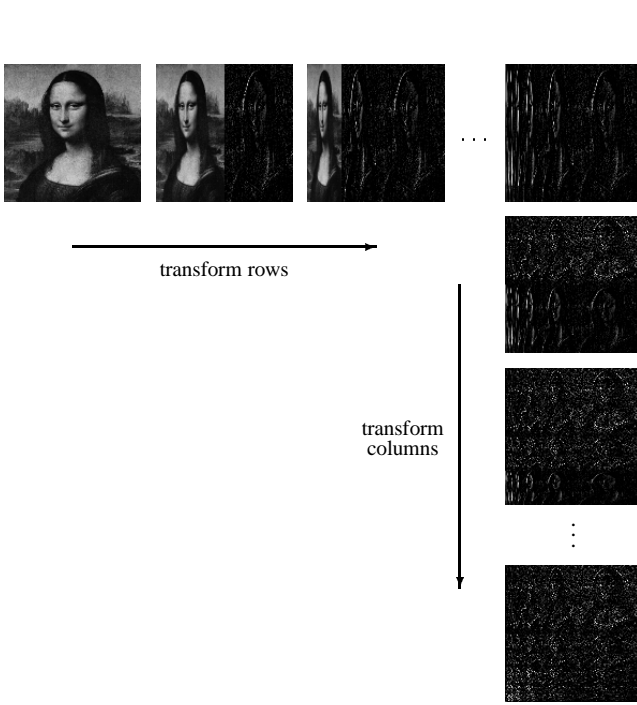 . . .
transform rows
transform
columns